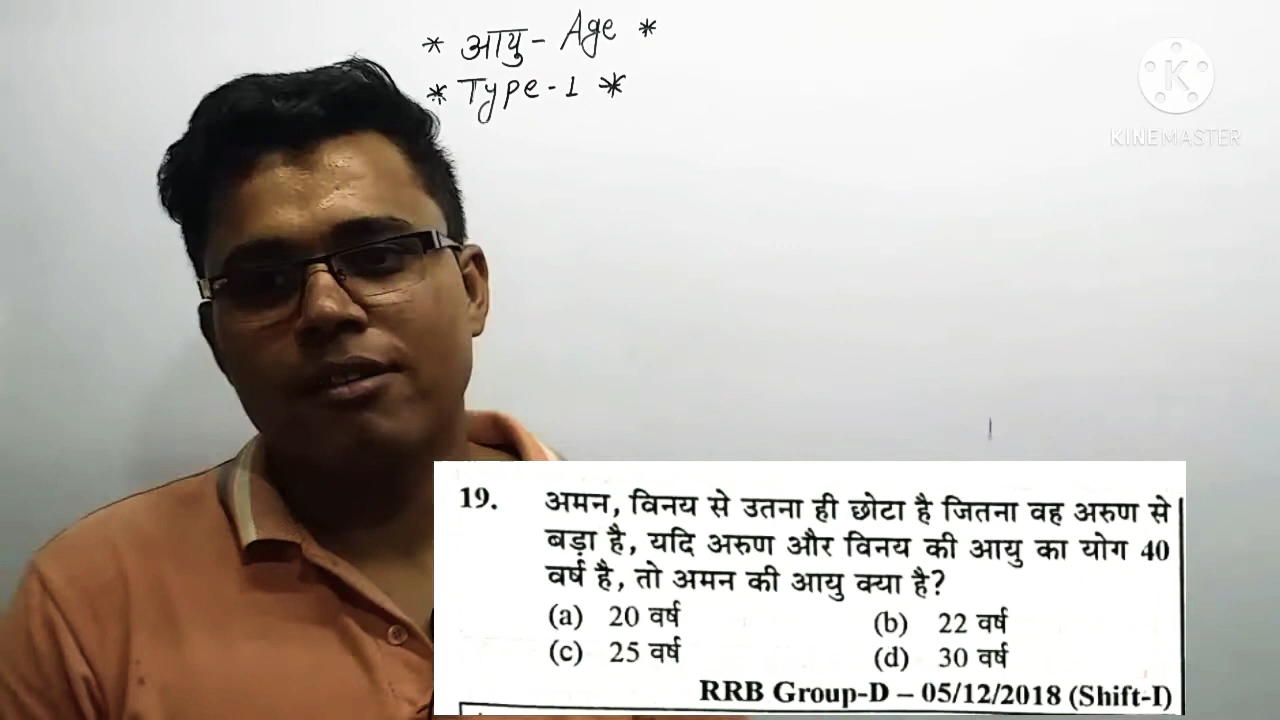 * आयु - Age *
* Type-1 *
K
KINEMASTER
19. अमन, विनय से उतना ही छोटा है जितना वह अरुण से
बड़ा है, यदि अरुण और विनय की आयु का योग 40
वर्ष है, तो अमन की आयु क्या है?
(a) 20 वर्ष (b) 22 वर्ष
(c) 25 वर्ष (d) 30 वर्ष
RRB Group-D – 05/12/2018 (Shift-I)